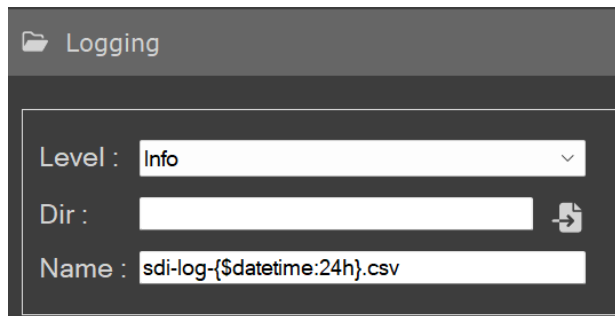 Logging
Level : Info
Dir :
Name : sdi-log-{$datetime:24h}.csv